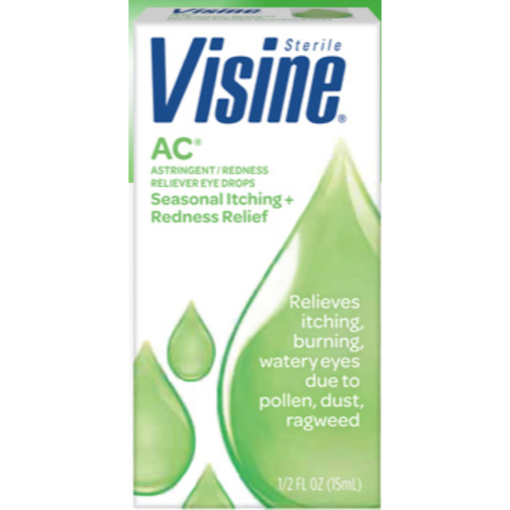 Sterile
Visine®
AC®
ASTRINGENT / REDNESS
RELIEVER EYE DROPS
Seasonal Itching +
Redness Relief
Relieves
itching,
burning,
watery eyes
due to
pollen, dust,
ragweed
1/2 FL OZ (15mL)